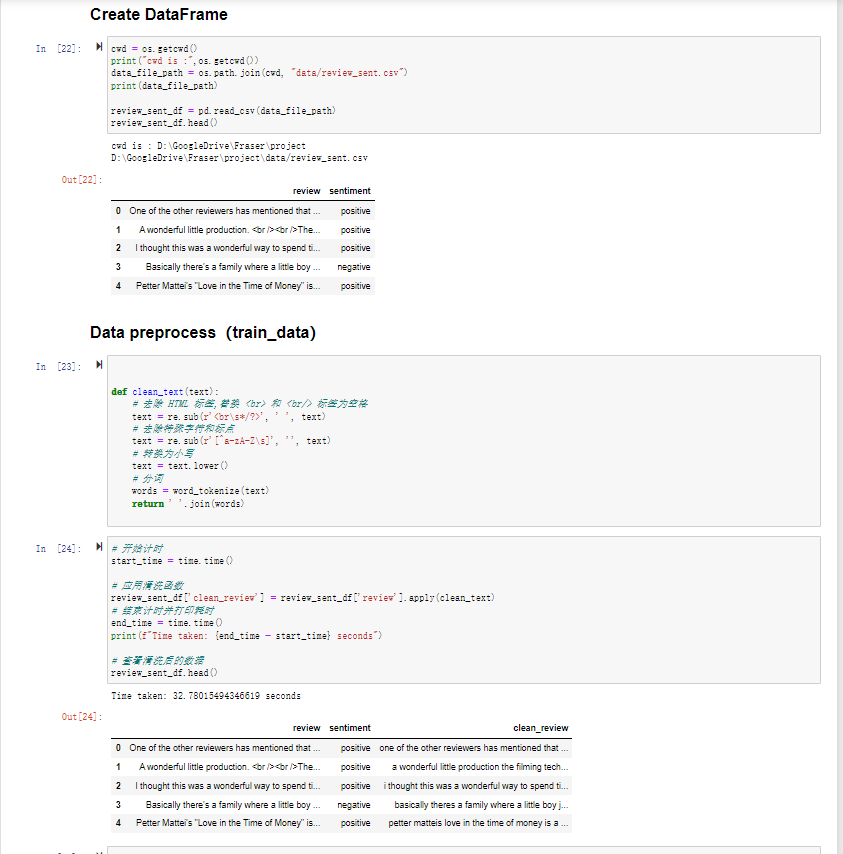 Create DataFrame
In [22]:
cwd = os.getcwd()
print("cwd is :",os.getcwd())
data_file_path = os.path.join(cwd, "data/review_sent.csv")
print(data_file_path)
review_sent_df = pd.read_csv(data_file_path)
review_sent_df.head()
cwd is : D:\GoogleDrive\Fraser\project
D:\GoogleDrive\Fraser\project\data/review_sent.csv
Out[22]:
review sentiment
0 One of the other reviewers has mentioned that ... positive
1 A wonderful little production. <br /><br />The... positive
2 I thought this was a wonderful way to spend ti... positive
3 Basically there's a family where a little boy ... negative
4 Petter Mattei's "Love in the Time of Money" is... positive
Data preprocess（train_data）
In [23]:
def clean_text(text):
# 去除 HTML 标签,替换 <br> 和 <br/> 标签为空格
text = re.sub(r'<br\s*/?>', ' ', text)
# 去除特殊字符和标点
text = re.sub(r'[^a-zA-Z\s]', '', text)
# 转换为小写
text = text.lower()
# 分词
words = word_tokenize(text)
return ' '.join(words)
In [24]:
# 开始计时
start_time = time.time()
# 应用清洗函数
review_sent_df['clean_review'] = review_sent_df['review'].apply(clean_text)
# 结束计时并打印耗时
end_time = time.time()
print(f"Time taken: {end_time - start_time} seconds")
# 查看清洗后的数据
review_sent_df.head()
Time taken: 32.78015494346619 seconds
Out[24]:
review sentiment clean_review
0 One of the other reviewers has mentioned that ... positive one of the other reviewers has mentioned that ...
1 A wonderful little production. <br /><br />The... positive a wonderful little production the filming tech...
2 I thought this was a wonderful way to spend ti... positive i thought this was a wonderful way to spend ti...
3 Basically there's a family where a little boy ... negative basically theres a family where a little boy j...
4 Petter Mattei's "Love in the Time of Money" is... positive petter matteis love in the time of money is a ...